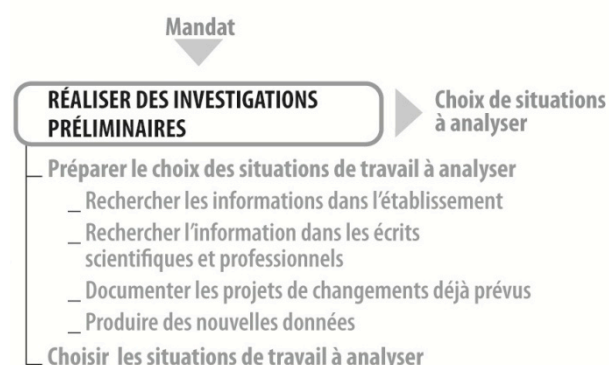 Mandat
RÉALISER DES INVESTIGATIONS
PRÉLIMINAIRES
Choix de situations
à analyser
_ Préparer le choix des situations de travail à analyser
_ Rechercher les informations dans l'établissement
_ Rechercher l'information dans les écrits
scientifiques et professionnels
_ Documenter les projets de changements déjà prévus
_ Produire des nouvelles données
_ Choisir les situations de travail à analyser